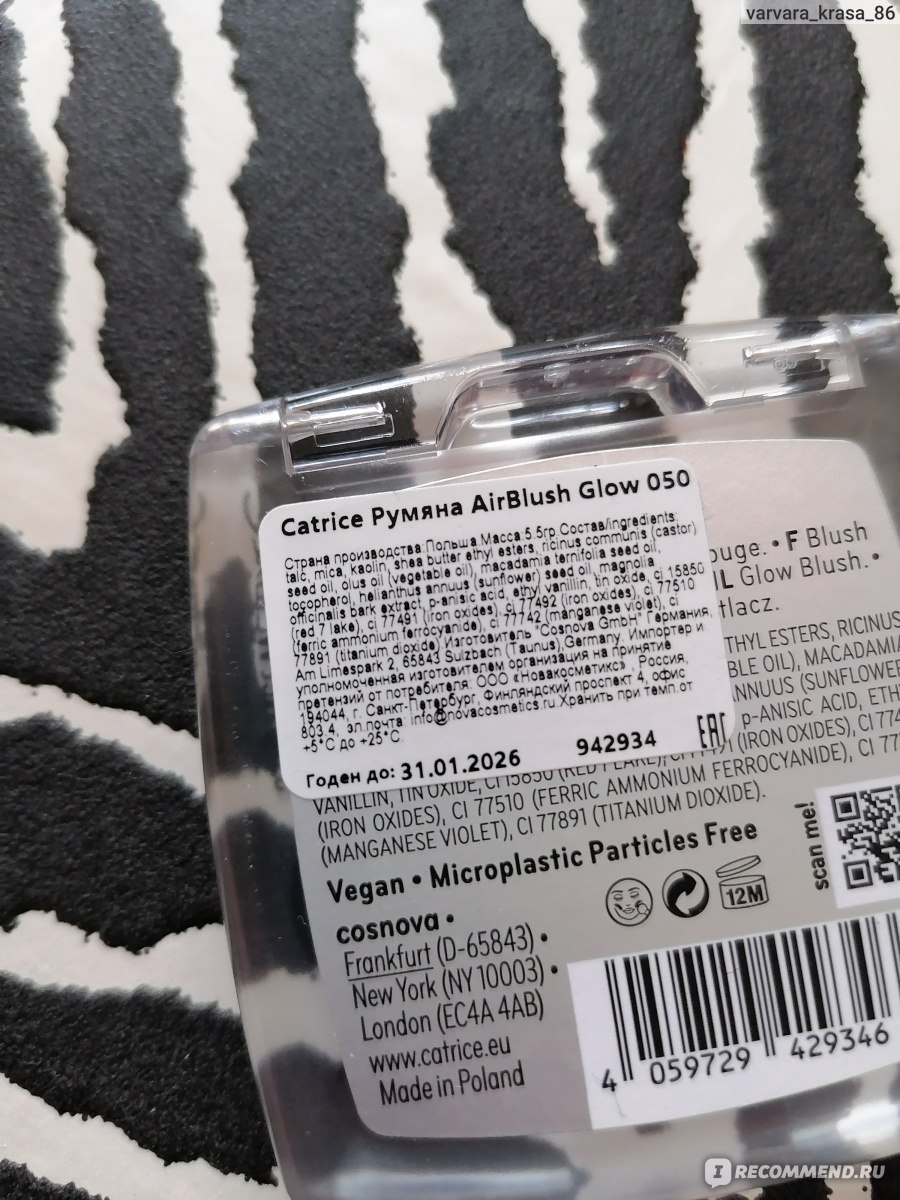 varvara_krasa_86
Catrice Румяна AirBlush Glow 050
Страна производства:Польша.Масса:5.5гр.Состав/ingredients:
talc, mica, kaolin, shea butter ethyl esters, ricinus communis (castor)
seed oil, olus oil (vegetable oil), macadamia ternifolia seed oil,
tocopherol, helianthus annuus (sunflower) seed oil, magnolia
officinalis bark extract, p-anisic acid, ethyl vanillin, tin oxide, ci 15850
(red 7 lake), ci 77491 (iron oxides), ci 77492 (iron oxides), ci 77510
(ferric ammonium ferrocyanide), ci 77742 (manganese violet), ci
77891 (titanium dioxide).Изготовитель "Cosnova GmbH" Германия,
Am Limespark 2, 65843 Sulzbach (Taunus),Germany. Импортер и
уполномоченная изготовителем организация на принятие
претензий от потребителя: ООО «Новакосметикс» , Россия,
194044, г. Санкт-Петербург, Финляндский проспект 4, офис
803.4, эл.почта: info@novacosmetics.ru.Хранить при темп.от
+5°C до +25°C
Годен до: 31.01.2026 942934 EAC
ouge. • F Blush
IL Glow Blush. •
tlacz.
THYL ESTERS, RICINUS
BLE OIL), MACADAMIA
NNUUS (SUNFLOWER
P-ANISIC ACID, ETHYL
VANILLIN, TIN OXIDE, CI 15850 (RED 7 LAKE), CI 77491 (IRON OXIDES), CI 774
(IRON OXIDES), CI 77510 (FERRIC AMMONIUM FERROCYANIDE), CI 77
(MANGANESE VIOLET), CI 77891 (TITANIUM DIOXIDE).
Vegan • Microplastic Particles Free
scan me!
12M
cosnova •
Frankfurt (D-65843) •
New York (NY 10003) •
London (EC4A 4AB)
www.catrice.eu
Made in Poland
4 059729 429346
IRECOMMEND.RU